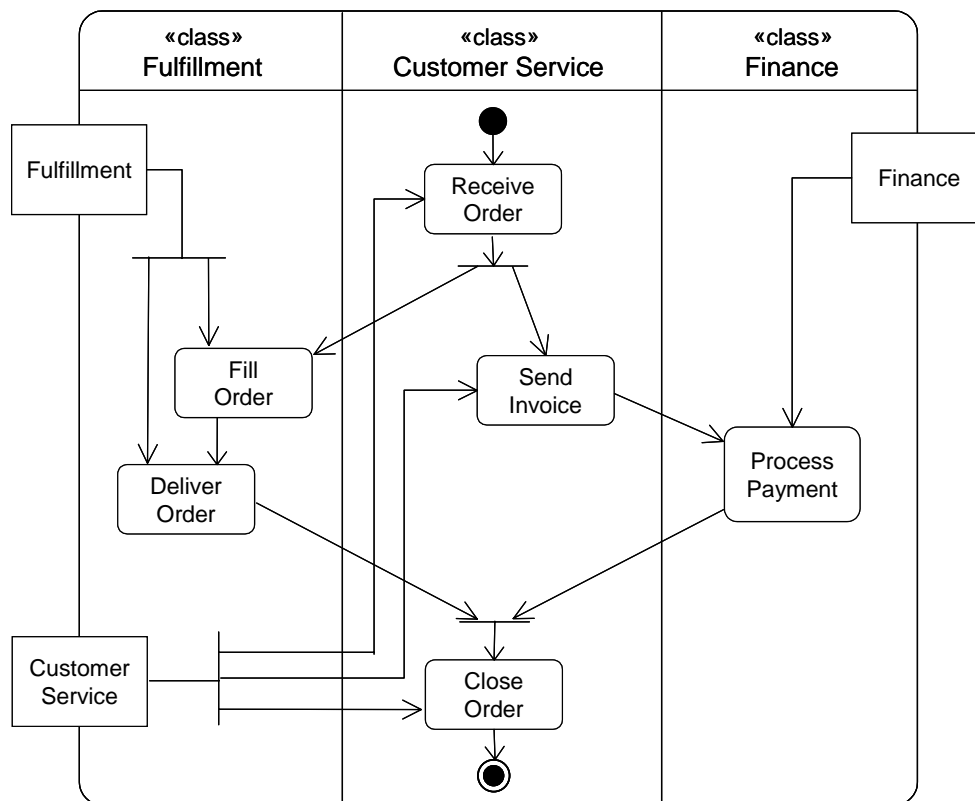 «class»
Fulfillment
«class»
Customer Service
«class»
Finance
Fulfillment
Finance
Receive
Order
Fill
Order
Send
Invoice
Deliver
Order
Process
Payment
Customer
Service
Close
Order